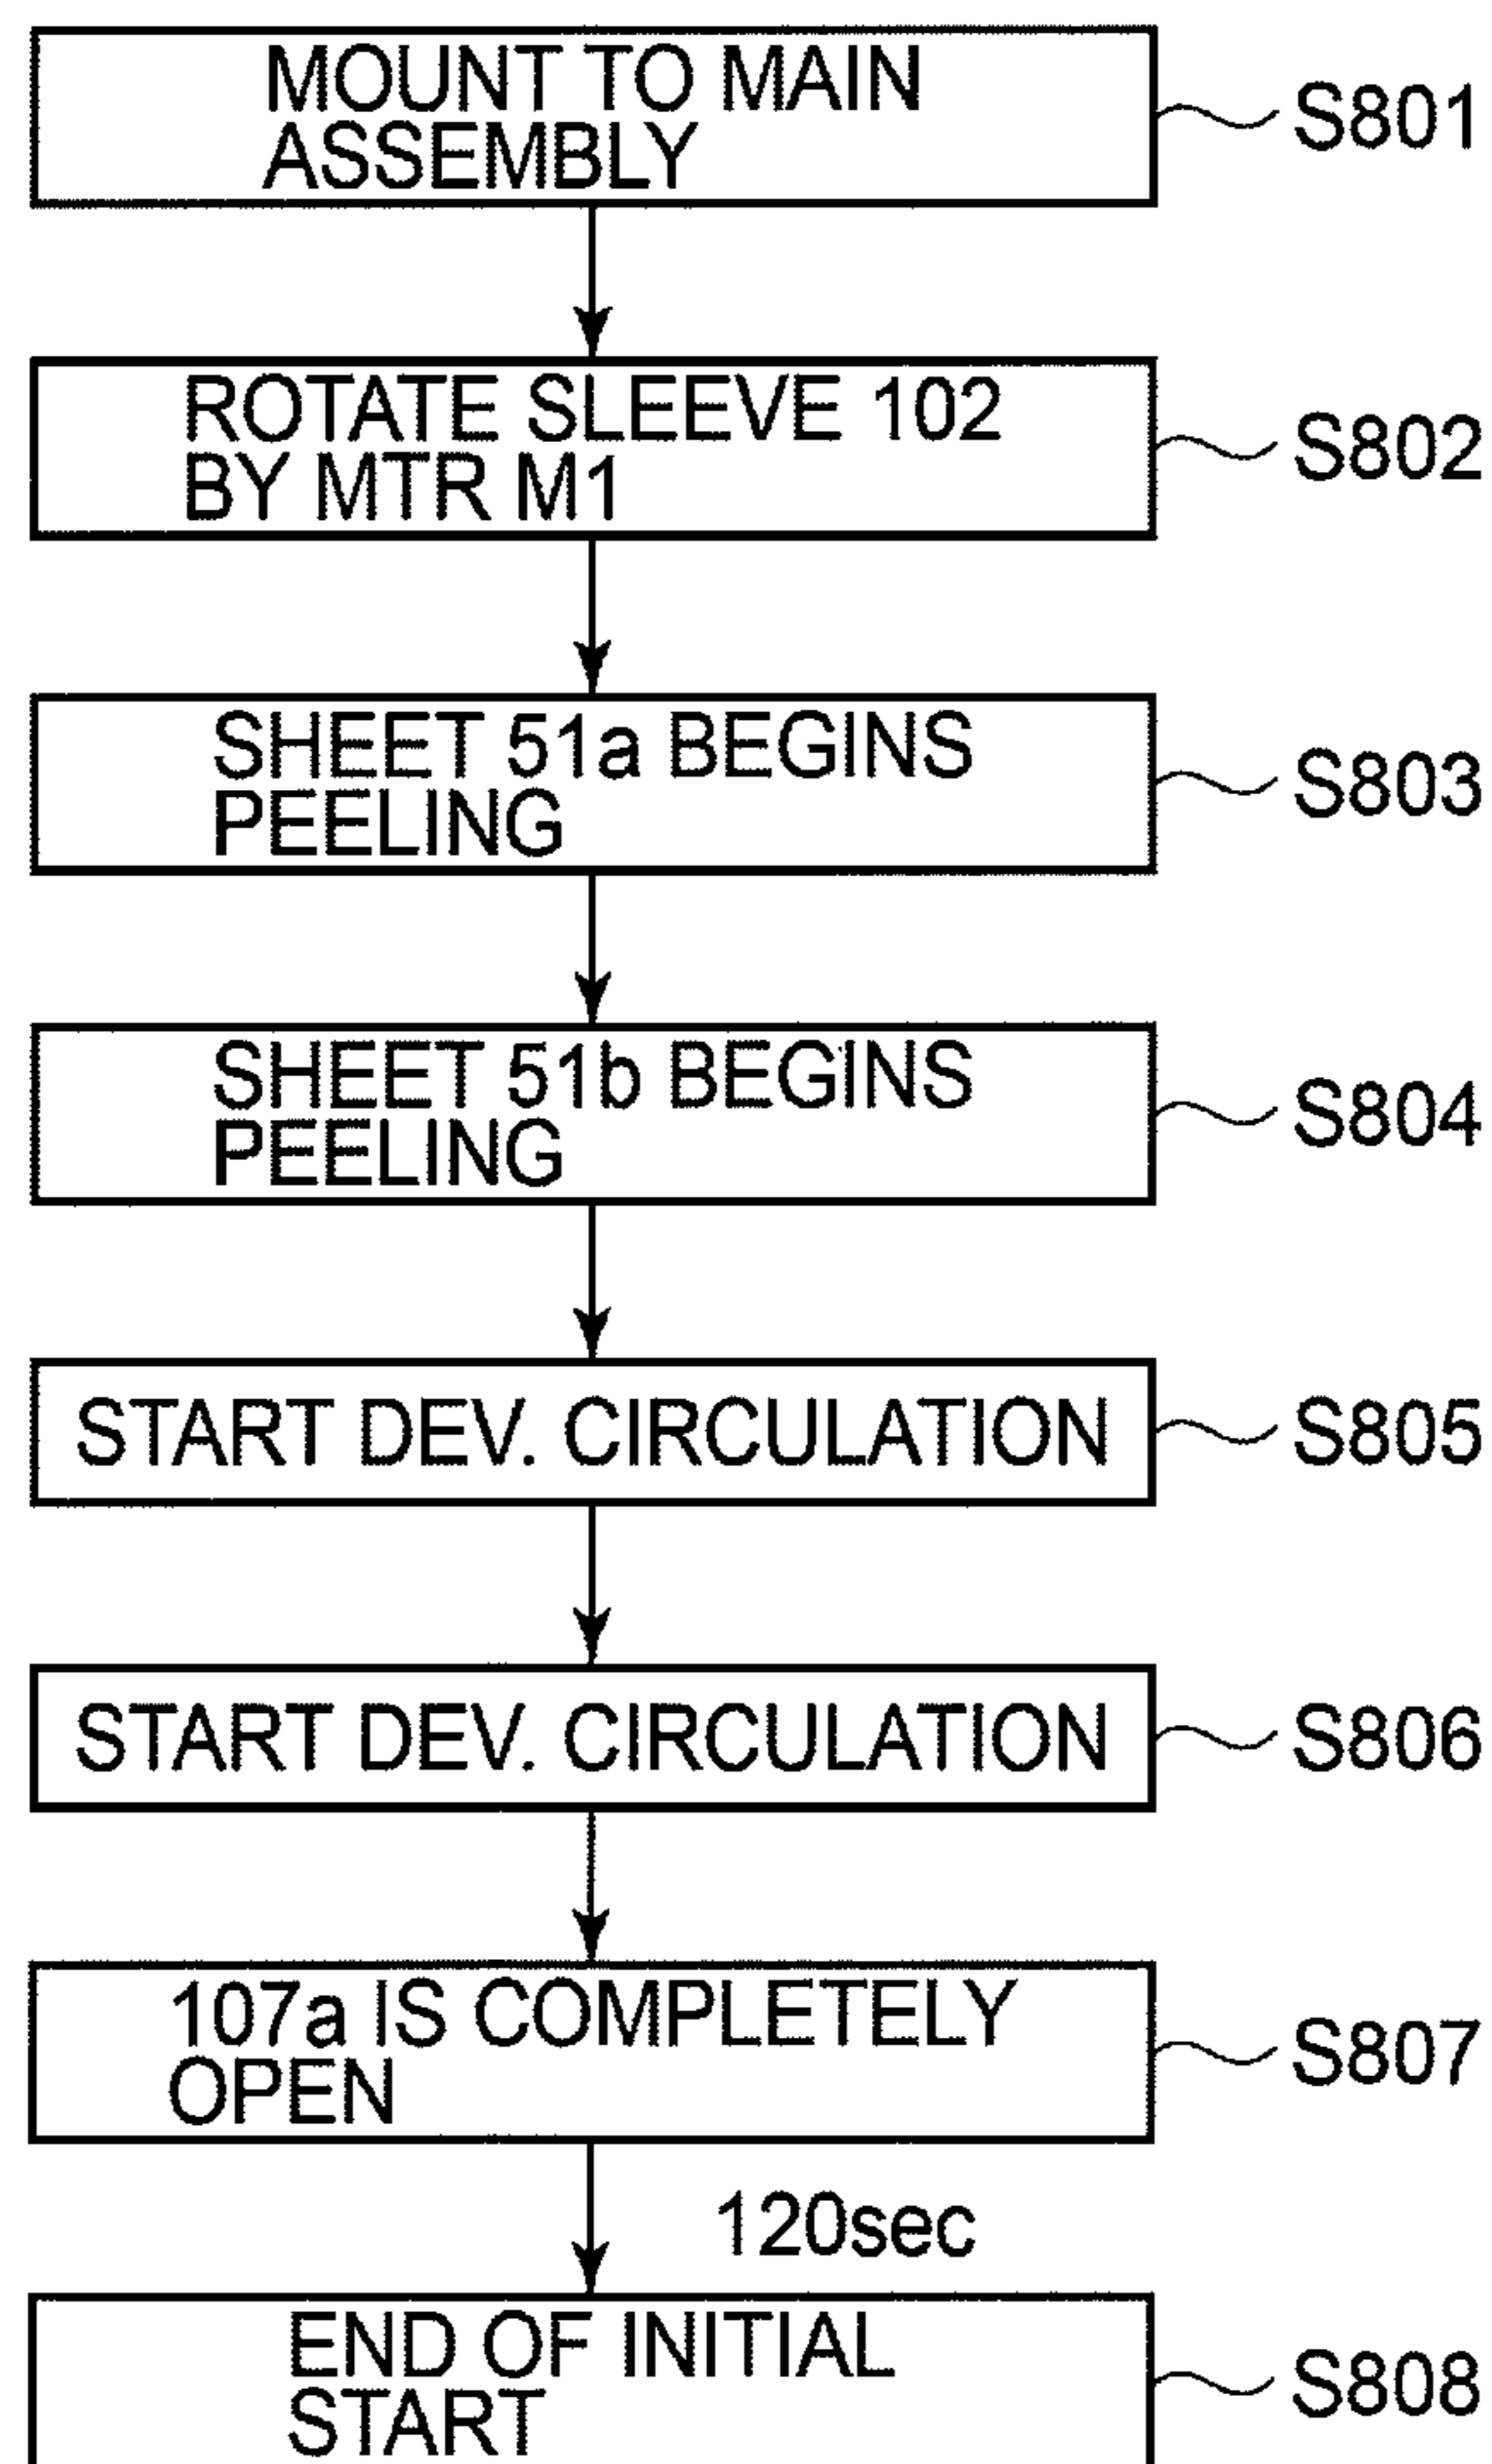 MOUNT TO MAIN
ASSEMBLY
S801
ROTATE SLEEVE 102
BY MTR M1
S802
SHEET 51a BEGINS
PEELING
S803
SHEET 51b BEGINS
PEELING
S804
START DEV. CIRCULATION
S805
START DEV. CIRCULATION
S806
107a IS COMPLETELY
OPEN
S807
120sec
END OF INITIAL
START
S808